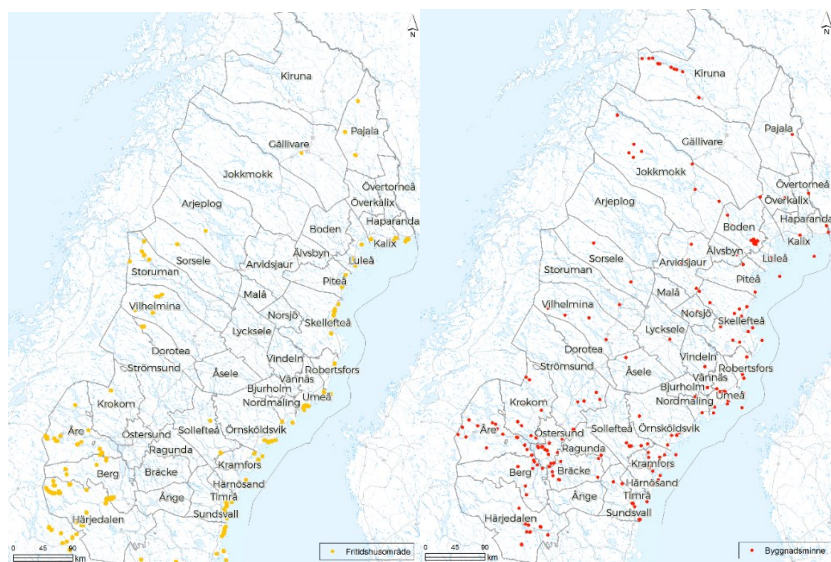 N
Kiruna
Pajala
Gällivare
Jokkmokk
Övertorneå
Överkalix
Arjeplog
Haparanda
Boden
Kalix
Älvsbyn
Luleå
Sorsele
Arvidsjaur
Storuman
Piteå
Malå
Vilhelmina
Norsjö
Skellefteå
Lycksele
Dorotea
Vindeln
Robertsfors
Strömsund
Åsele
Vännäs
Bjurholm
Umeå
Nordmaling
Krokom
Åre
Östersund
Sollefteå
Örnsköldsvik
Ragunda
Kramfors
Berg
Bräcke
Härnösand
Ånge
Timrå
Sundsvall
Härjedalen
0 45 90
km
Fritidshusområde
N
Kiruna
Pajala
Gällivare
Jokkmokk
Övertorneå
Överkalix
Arjeplog
Haparanda
Boden
Kalix
Älvsbyn
Luleå
Sorsele
Arvidsjaur
Storuman
Piteå
Malå
Vilhelmina
Norsjö
Skellefteå
Lycksele
Dorotea
Vindeln
Robertsfors
Strömsund
Åsele
Vännäs
Bjurholm
Umeå
Nordmaling
Krokom
Åre
Östersund
Sollefteå
Örnsköldsvik
Ragunda
Kramfors
Berg
Bräcke
Härnösand
Ånge
Timrå
Sundsvall
Härjedalen
0 45 90
km
Byggnadsminne